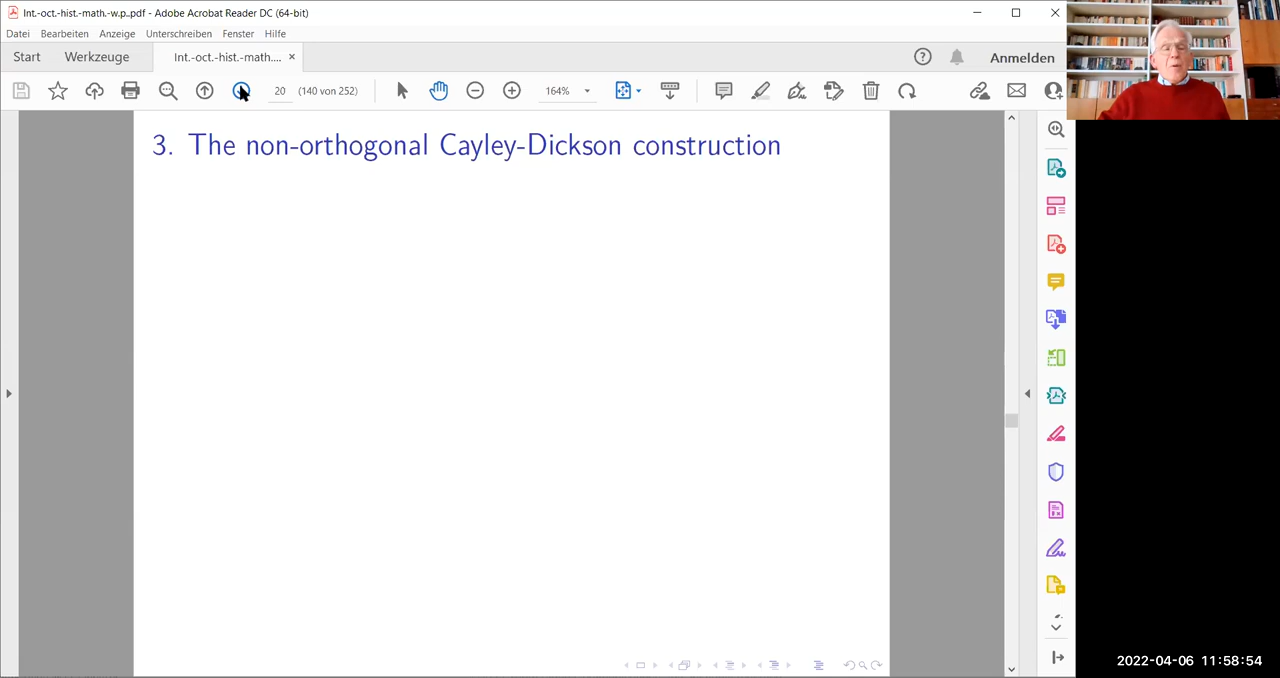 Int.-oct.-hist.-math.-w.p..pdf - Adobe Acrobat Reader DC (64-bit)
Datei Bearbeiten Anzeige Unterschreiben Fenster Hilfe
Start Werkzeuge Int.-oct.-hist.-math.... × Anmelden
20 (140 von 252) 164%
3. The non-orthogonal Cayley-Dickson construction
2022-04-06 11:58:54